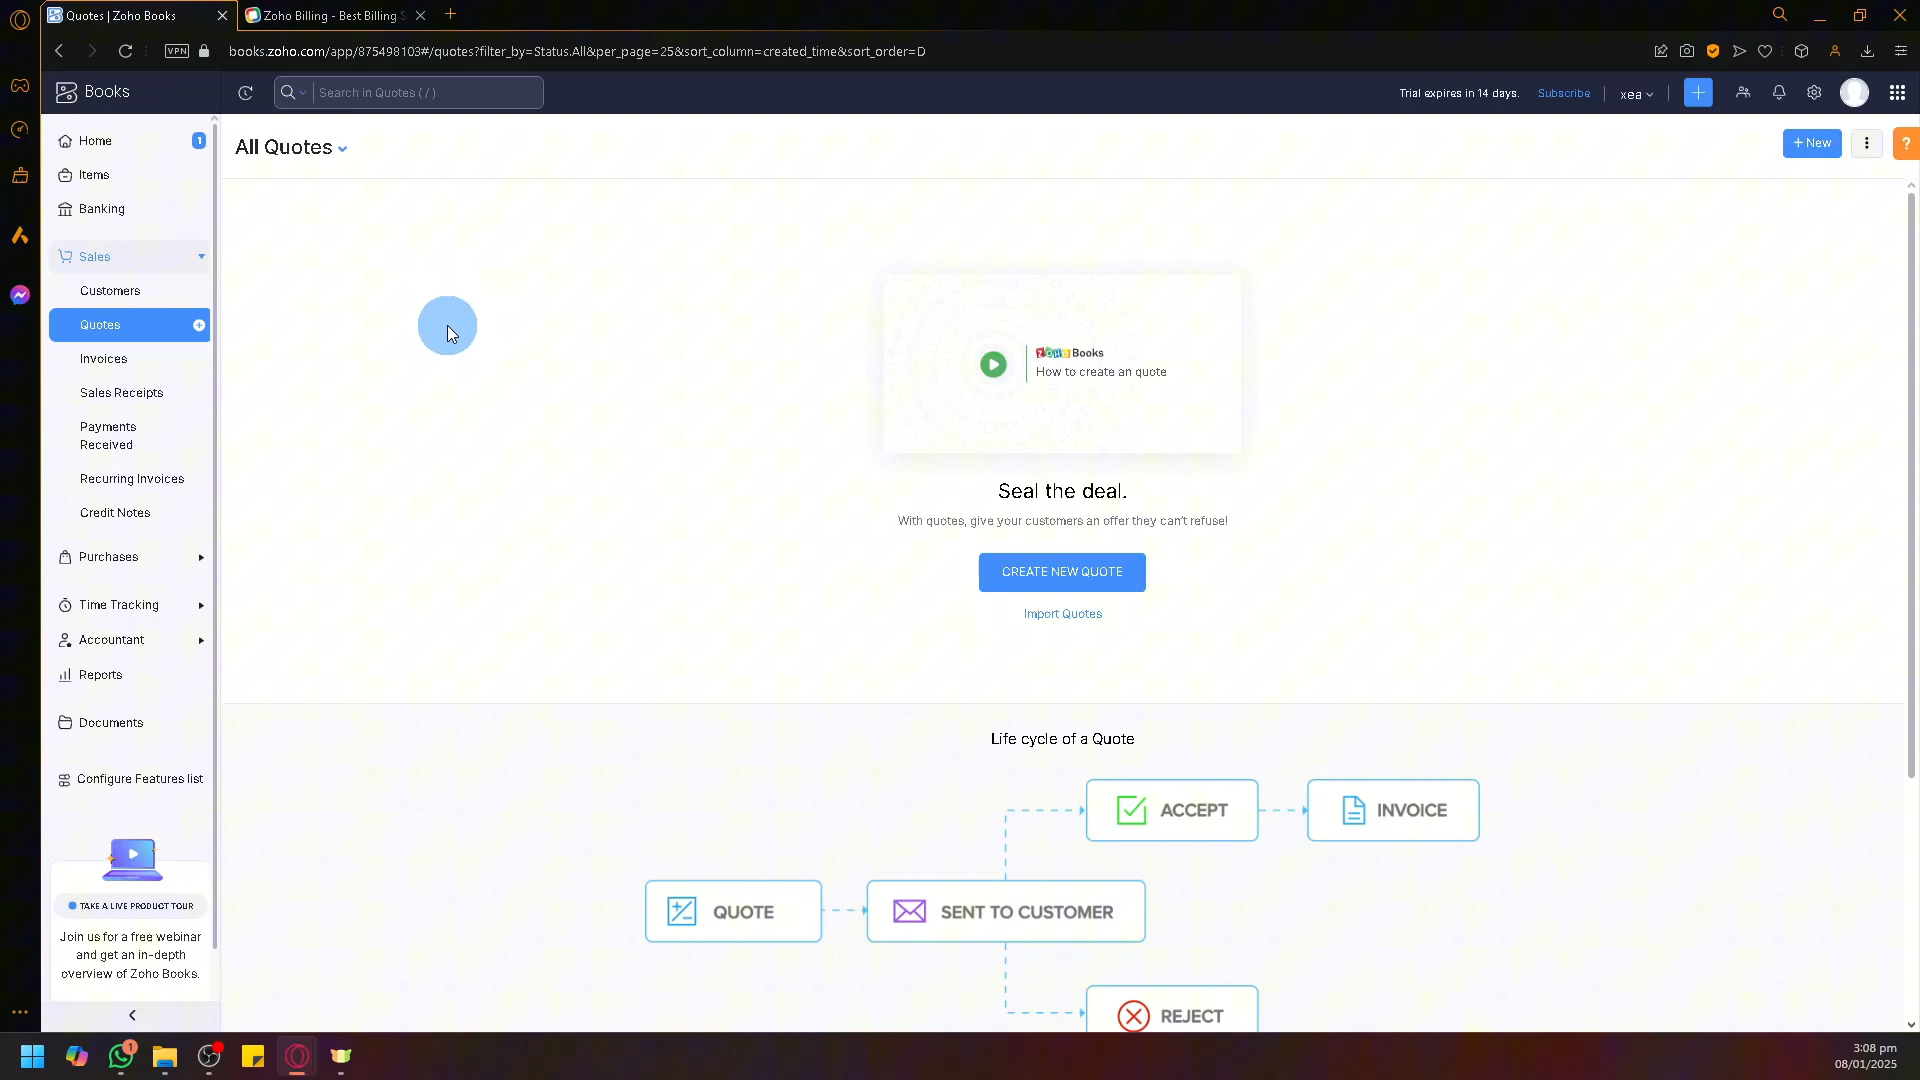 Quotes | Zoho Books
Zoho Billing - Best Billing S
VPN
books.zoho.com/app/875498103#/quotes?filter_by=Status.All&per_page=25&sort_column=created_time&sort_order=D
Books
Search in Quotes ( / )
Trial expires in 14 days.
Subscribe
xea
Home
1
Items
Banking
Sales
Customers
Quotes
Invoices
Sales Receipts
Payments
Received
Recurring Invoices
Credit Notes
Purchases
Time Tracking
Accountant
Reports
Documents
Configure Features list
TAKE A LIVE PRODUCT TOUR
Join us for a free webinar
and get an in-depth
overview of Zoho Books.
All Quotes
+ New
?
ZOHO Books
How to create an quote
Seal the deal.
With quotes, give your customers an offer they can't refuse!
CREATE NEW QUOTE
Import Quotes
Life cycle of a Quote
ACCEPT
INVOICE
QUOTE
SENT TO CUSTOMER
REJECT
1
3:08 pm
08/01/2025